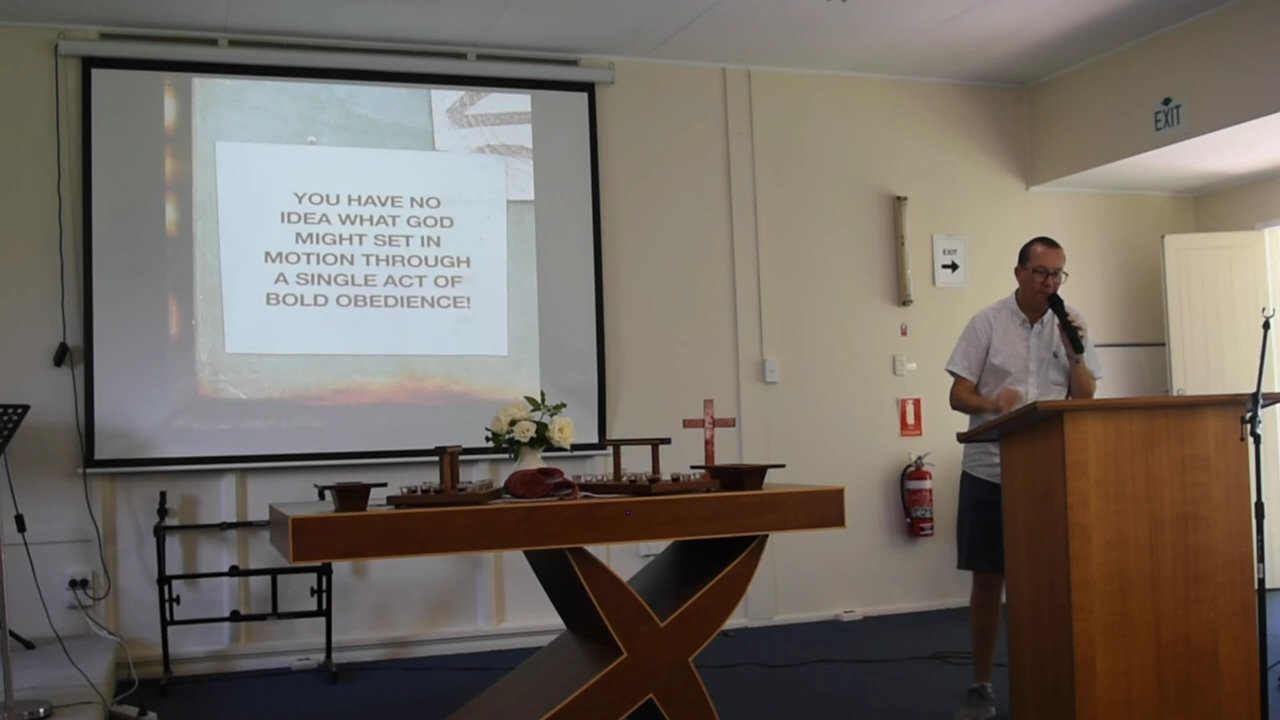 YOU HAVE NO
IDEA WHAT GOD
MIGHT SET IN
MOTION THROUGH
A SINGLE ACT OF
BOLD OBEDIENCE!
EXIT
EXIT